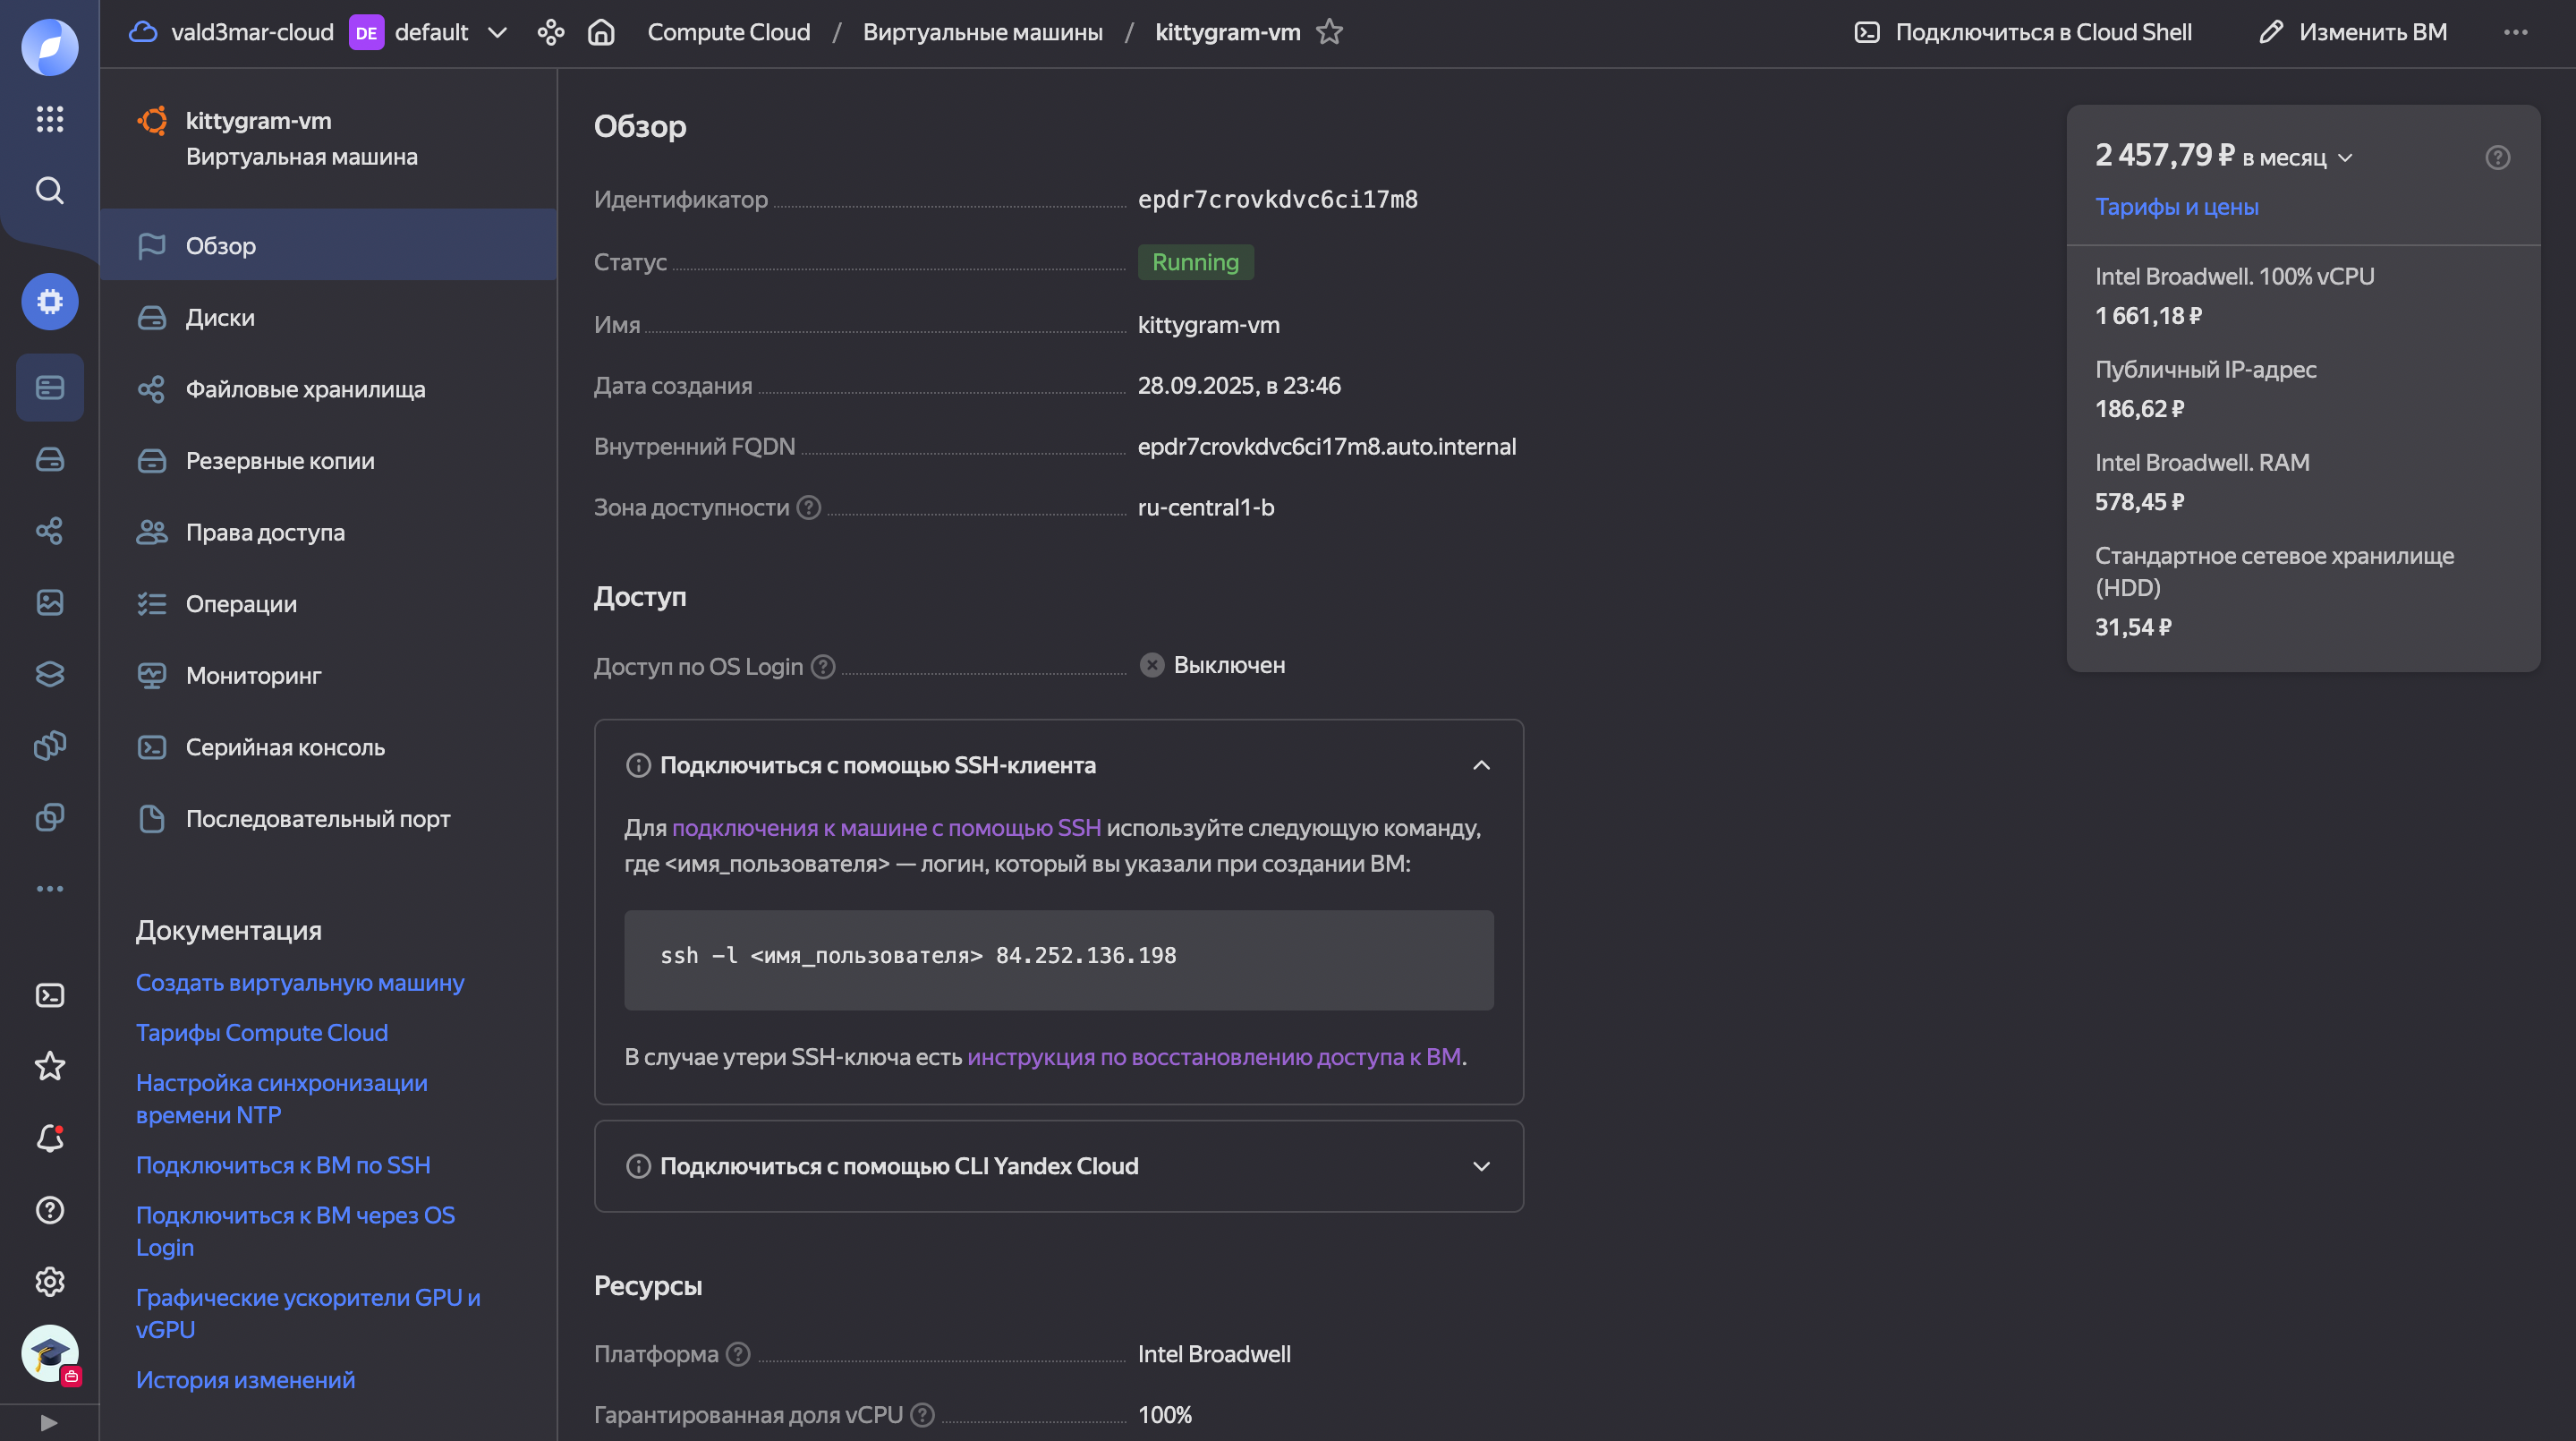 vald3mar-cloud DE default Compute Cloud / Виртуальные машины / kittygram-vm Подключиться в Cloud Shell Изменить ВМ
kittygram-vm
Виртуальная машина
Обзор
Диски
Файловые хранилища
Резервные копии
Права доступа
Операции
Мониторинг
Серийная консоль
Последовательный порт
Документация
Создать виртуальную машину
Тарифы Compute Cloud
Настройка синхронизации
времени NTP
Подключиться к ВМ по SSH
Подключиться к ВМ через OS
Login
Графические ускорители GPU и
vGPU
История изменений
Обзор
Идентификатор epdr7crovkdvc6ci17m8
Статус Running
Имя kittygram-vm
Дата создания 28.09.2025, в 23:46
Внутренний FQDN epdr7crovkdvc6ci17m8.auto.internal
Зона доступности ru-central1-b
Доступ
Доступ по OS Login Выключен
Подключиться с помощью SSH-клиента
Для подключения к машине с помощью SSH используйте следующую команду,
где <имя_пользователя> — логин, который вы указали при создании ВМ:
ssh -l <имя_пользователя> 84.252.136.198
В случае утери SSH-ключа есть инструкция по восстановлению доступа к ВМ.
Подключиться с помощью CLI Yandex Cloud
Ресурсы
Платформа Intel Broadwell
Гарантированная доля vCPU 100%
2 457,79 ₽ в месяц
Тарифы и цены
Intel Broadwell. 100% vCPU
1 661,18 ₽
Публичный IP-адрес
186,62 ₽
Intel Broadwell. RAM
578,45 ₽
Стандартное сетевое хранилище
(HDD)
31,54 ₽